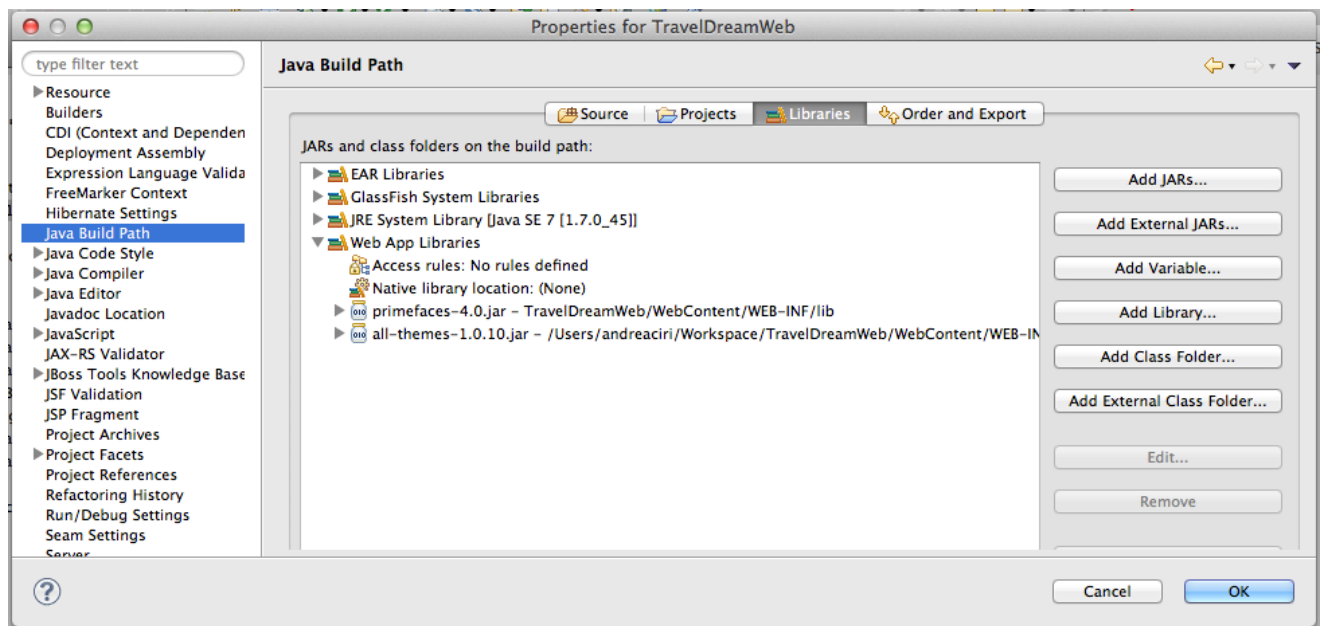 Properties for TravelDreamWeb
type filter text
Resource
Builders
CDI (Context and Dependen
Deployment Assembly
Expression Language Valida
FreeMarker Context
Hibernate Settings
Java Build Path
Java Code Style
Java Compiler
Java Editor
Javadoc Location
JavaScript
JAX-RS Validator
JBoss Tools Knowledge Base
JSF Validation
JSP Fragment
Project Archives
Project Facets
Project References
Refactoring History
Run/Debug Settings
Seam Settings
Server
Java Build Path
Source
Projects
Libraries
Order and Export
JARs and class folders on the build path:
EAR Libraries
GlassFish System Libraries
JRE System Library [Java SE 7 [1.7.0_45]]
Web App Libraries
Access rules: No rules defined
Native library location: (None)
primefaces-4.0.jar – TravelDreamWeb/WebContent/WEB-INF/lib
all-themes-1.0.10.jar – /Users/andreaciri/Workspace/TravelDreamWeb/WebContent/WEB-IN
Add JARs...
Add External JARs...
Add Variable...
Add Library...
Add Class Folder...
Add External Class Folder...
Edit...
Remove
Cancel
OK